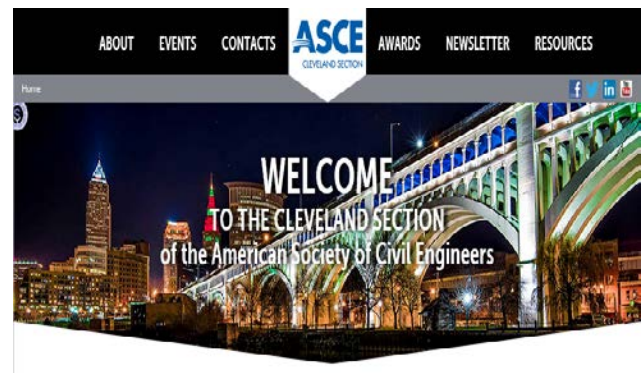 ABOUT EVENTS CONTACTS ASCE AWARDS NEWSLETTER RESOURCES
CLEVELAND SECTION
Home
WELCOME
TO THE CLEVELAND SECTION
of the American Society of Civil Engineers